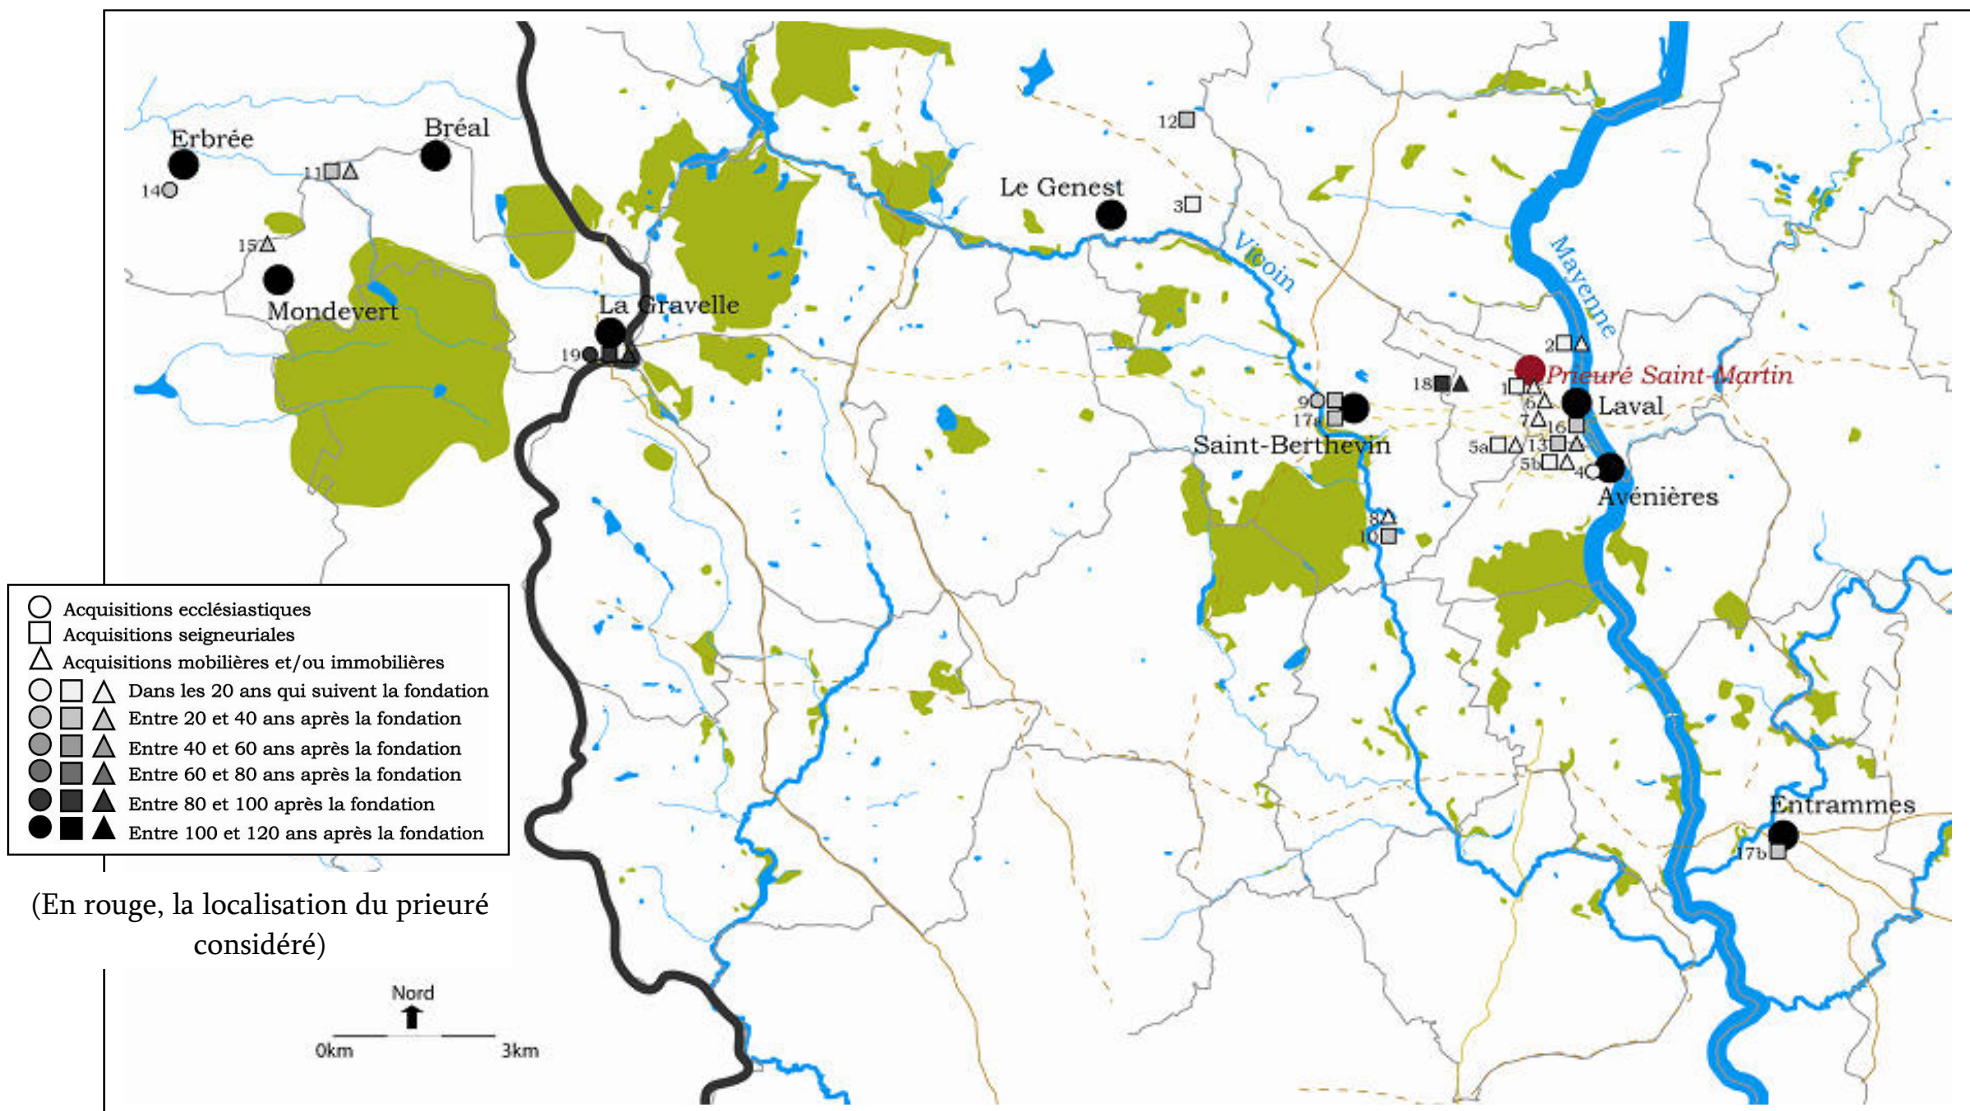 12
Bréal
Erbrée
11
14
Le Genest
3
Vicoin
Mayenne
15
Mondevert
La Gravelle
19
2
Prieuré Saint-Martin
18
1
6
Laval
9
17a
7
16
Saint-Berthevin
5a
13
5b
4
Avénières
8
10
Acquisitions ecclésiastiques
Acquisitions seigneuriales
Acquisitions mobilières et/ou immobilières
Dans les 20 ans qui suivent la fondation
Entre 20 et 40 ans après la fondation
Entre 40 et 60 ans après la fondation
Entre 60 et 80 ans après la fondation
Entre 80 et 100 après la fondation
Entre 100 et 120 ans après la fondation
Entrammes
17b
(En rouge, la localisation du prieuré
considéré)
Nord
0km 3km